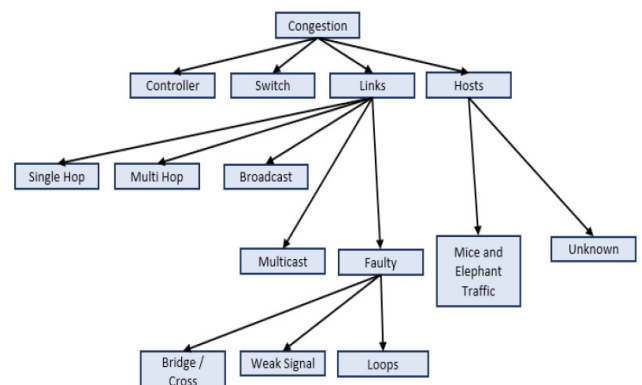 Congestion
Controller
Switch
Links
Hosts
Single Hop
Multi Hop
Broadcast
Multicast
Faulty
Mice and
Elephant
Traffic
Unknown
Bridge /
Cross
Weak Signal
Loops